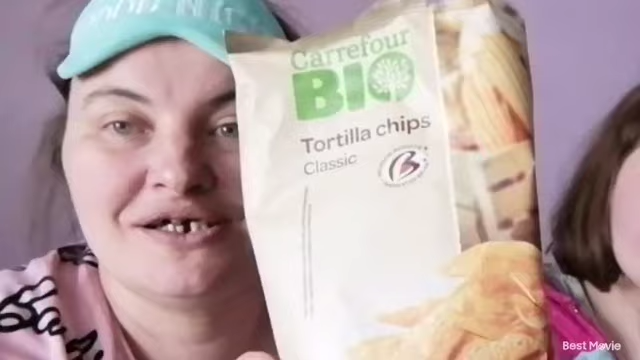 Carrefour
BIO
Tortilla chips
Classic
Best Movie